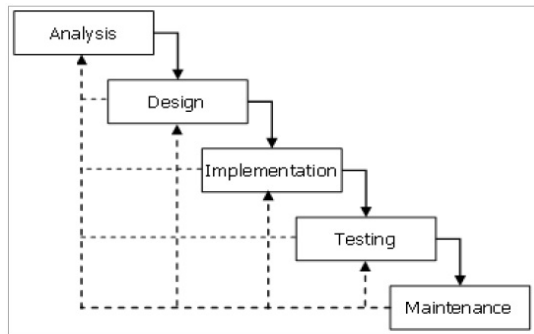 Analysis
Design
Implementation
Testing
Maintenance